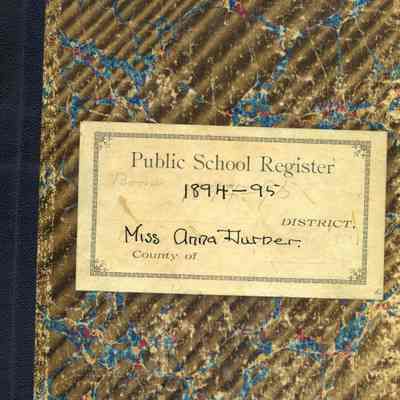 Public School Register
1894-95
DISTRICT.
Miss Anna Turner.
County of